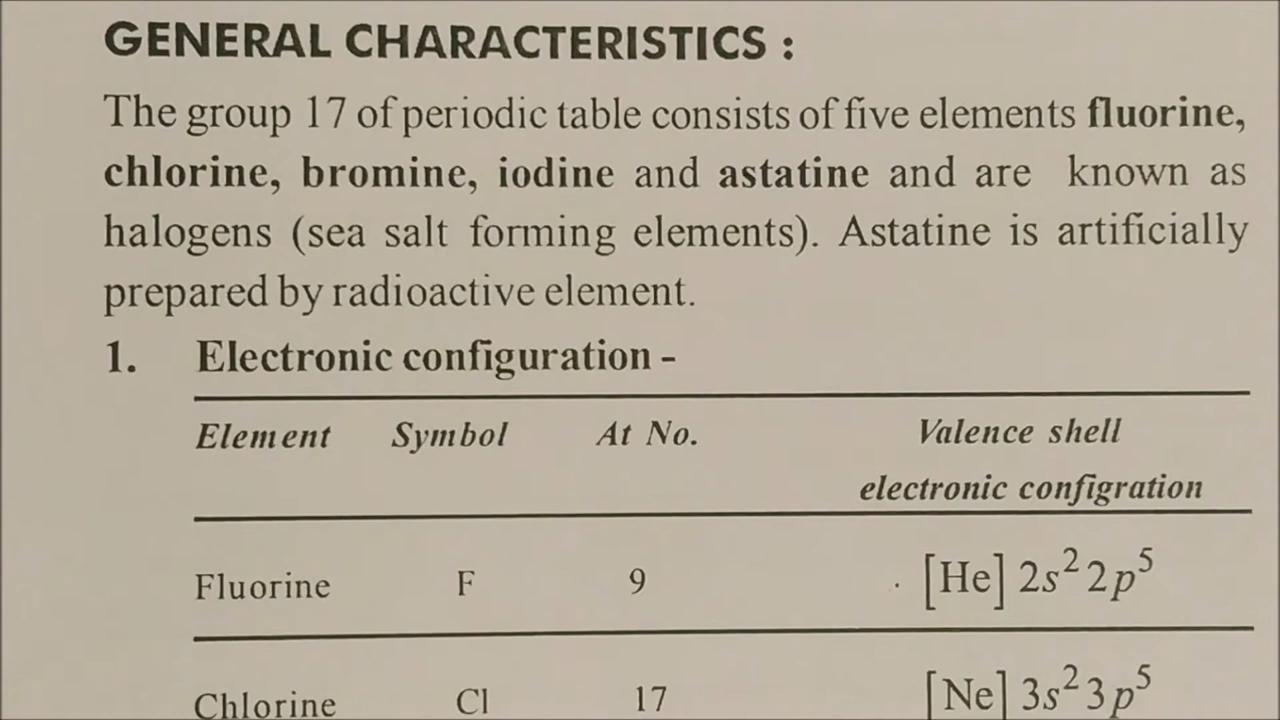 GENERAL CHARACTERISTICS :
The group 17 of periodic table consists of five elements fluorine,
chlorine, bromine, iodine and astatine and are known as
halogens (sea salt forming elements). Astatine is artificially
prepared by radioactive element.
1. Electronic configuration -
Element Symbol At No. Valence shell
electronic configration
Fluorine F 9 [He] 2s² 2p⁵
Chlorine Cl 17 [Ne] 3s² 3p⁵